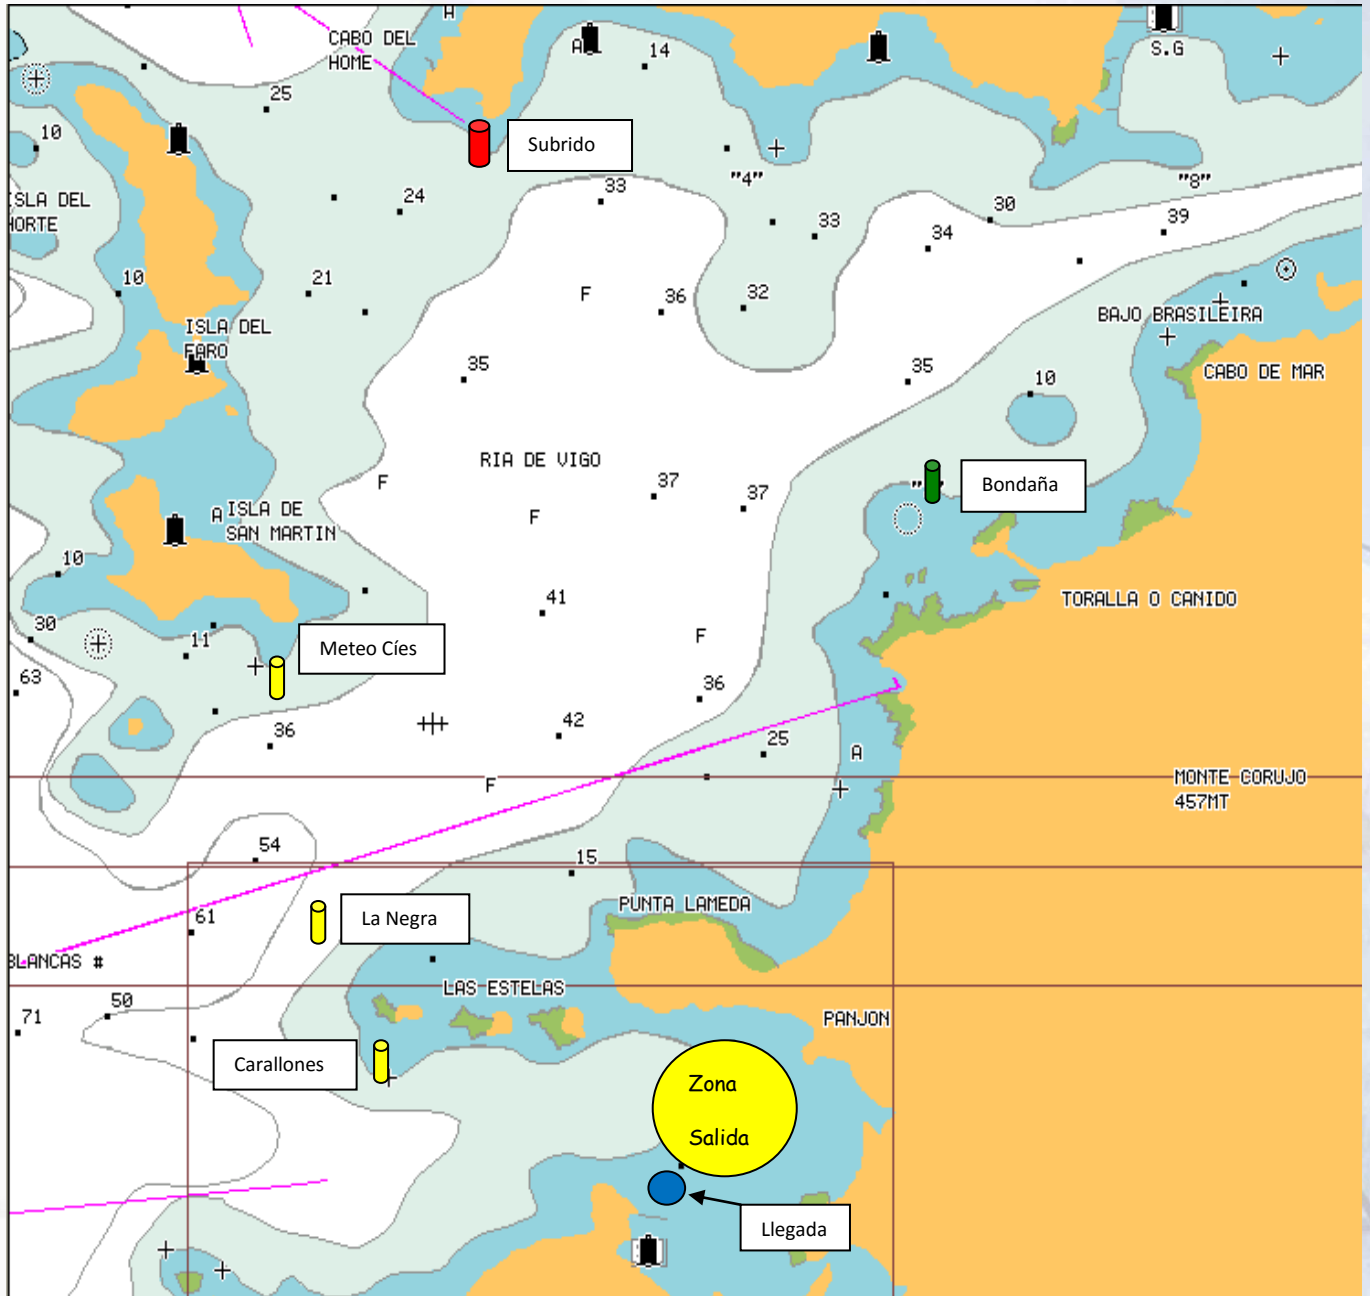 A
CABO DEL
HOME
A
14
S.G
25
10
Subrido
"4"
"8"
ISLA DEL
NORTE
24
33
33
30
39
34
10
21
F
36
32
BAJO BRASILEIRA
ISLA DEL
FARO
35
35
10
CABO DE MAR
RIA DE VIGO
F
37
37
Bondaña
A
ISLA DE
SAN MARTIN
F
10
41
TORALLA O CANIDO
30
11
Meteo Cíes
F
63
36
36
42
25
A
F
MONTE CORUJO
457MT
54
15
61
La Negra
PUNTA LAMEDA
BLANCAS #
50
LAS ESTELAS
71
PANJON
Carallones
Zona
Salida
Llegada